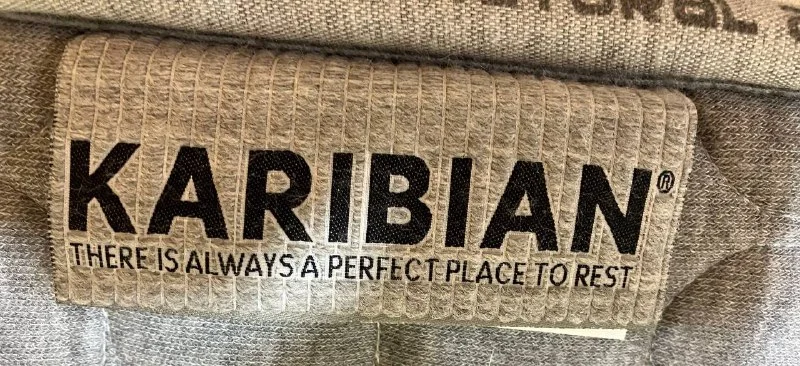 KARIBIAN®
THERE IS ALWAYS A PERFECT PLACE TO REST